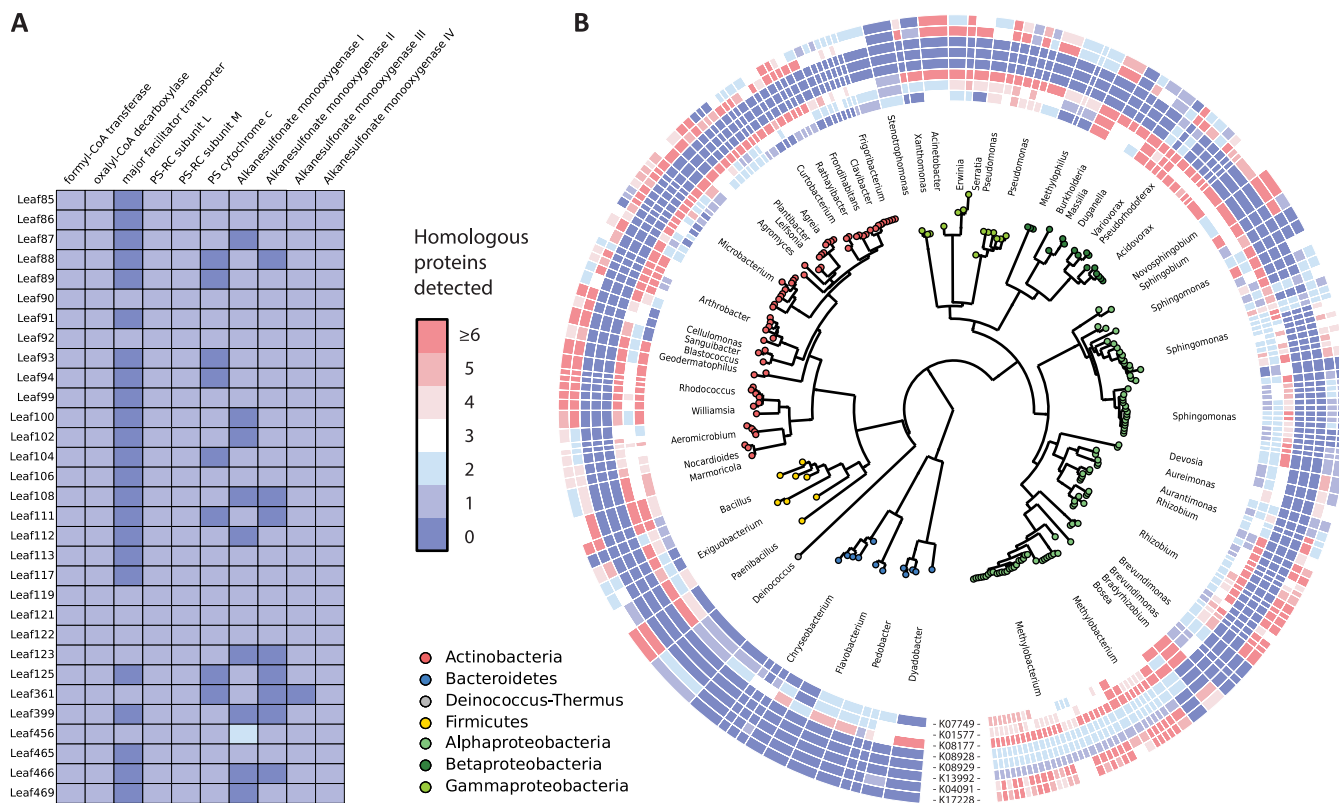 A
B
formyl-CoA transferase
oxalyl-CoA decarboxylase
major facilitator transporter
PS-RC subunit L
PS-RC subunit M
PS cytochrome c
Alkanesulfonate monooxygenase I
Alkanesulfonate monooxygenase II
Alkanesulfonate monooxygenase III
Alkanesulfonate monooxygenase IV
Leaf85
Leaf86
Leaf87
Leaf88
Leaf89
Leaf90
Leaf91
Leaf92
Leaf93
Leaf94
Leaf99
Leaf100
Leaf102
Leaf104
Leaf106
Leaf108
Leaf111
Leaf112
Leaf113
Leaf117
Leaf119
Leaf121
Leaf122
Leaf123
Leaf125
Leaf361
Leaf399
Leaf456
Leaf465
Leaf466
Leaf469
Homologous
proteins
detected
≥6
5
4
3
2
1
0
Actinobacteria
Bacteroidetes
Deinococcus-Thermus
Firmicutes
Alphaproteobacteria
Betaproteobacteria
Gammaproteobacteria
Stenotrophomonas
Xanthomonas
Acinetobacter
Erwinia
Serratia
Pseudomonas
Pseudomonas
Methylophilus
Burkholderia
Massilia
Duganella
Variovorax
Pseudorhodoferax
Acidovorax
Novosphingobium
Sphingobium
Sphingomonas
Sphingomonas
Sphingomonas
Devosia
Aureimonas
Aurantimonas
Rhizobium
Rhizobium
Brevundimonas
Brevundimonas
Bradyrhizobium
Bosea
Methylobacterium
Methylobacterium
Dyadobacter
Pedobacter
Flavobacterium
Chryseobacterium
Deinococcus
Paenibacillus
Exiguobacterium
Bacillus
Marmoricola
Nocardioides
Aeromicrobium
Williamsia
Rhodococcus
Geodermatophilus
Blastococcus
Sanguibacter
Cellulomonas
Arthrobacter
Microbacterium
Agromyces
Leifsonia
Plantibacter
Agreia
Curtobacterium
Rathayibacter
Frondihabitans
Clavibacter
Frigoribacterium
- K07749 -
- K01577 -
- K08177 -
- K08928 -
- K08929 -
- K13992 -
- K04091 -
- K17228 -